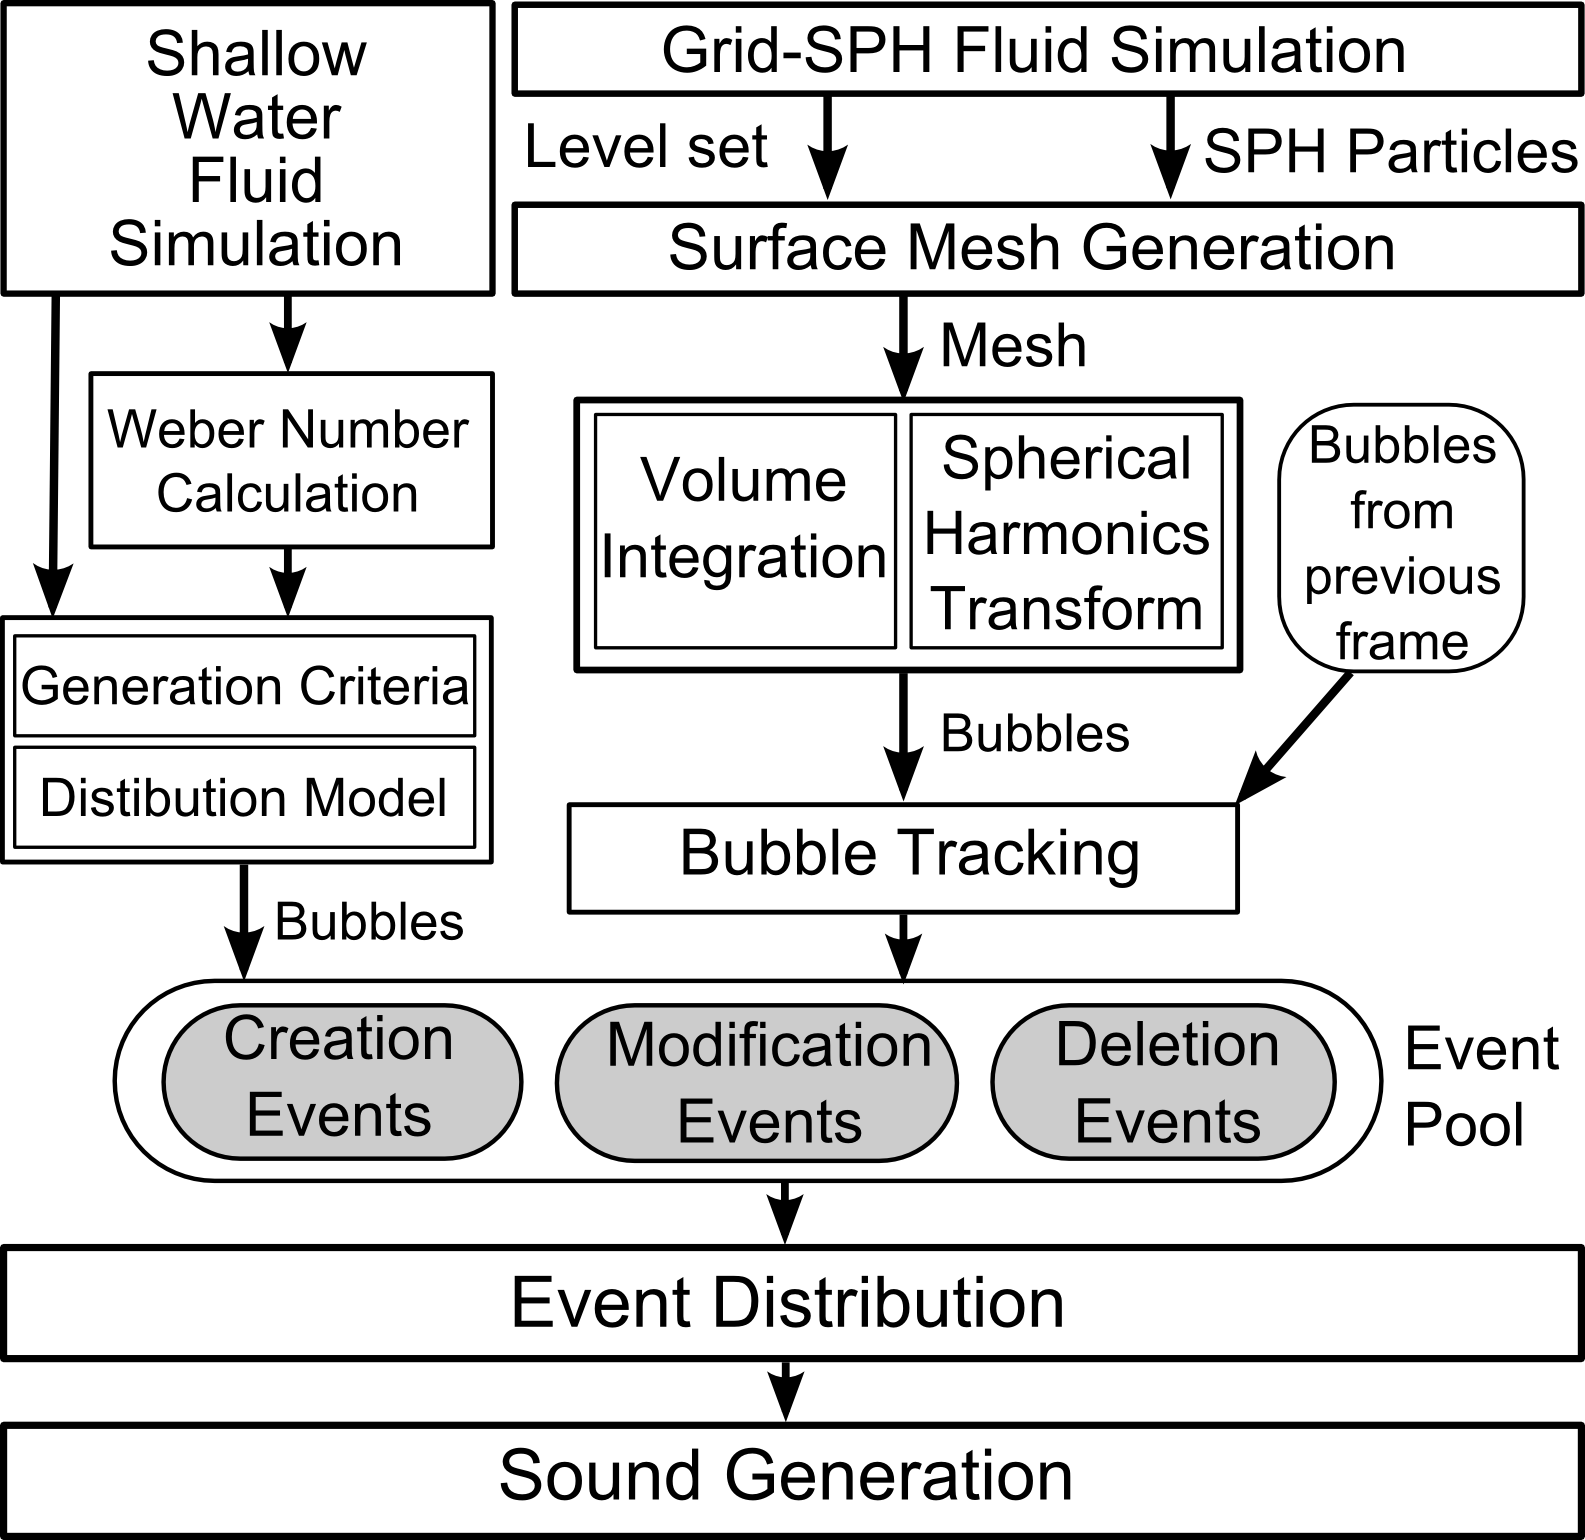 Shallow
Water
Fluid
Simulation
Grid-SPH Fluid Simulation
Level set
SPH Particles
Surface Mesh Generation
Mesh
Weber Number
Calculation
Volume
Integration
Spherical
Harmonics
Transform
Bubbles
from
previous
frame
Generation Criteria
Distibution Model
Bubbles
Bubble Tracking
Bubbles
Creation
Events
Modification
Events
Deletion
Events
Event
Pool
Event Distribution
Sound Generation